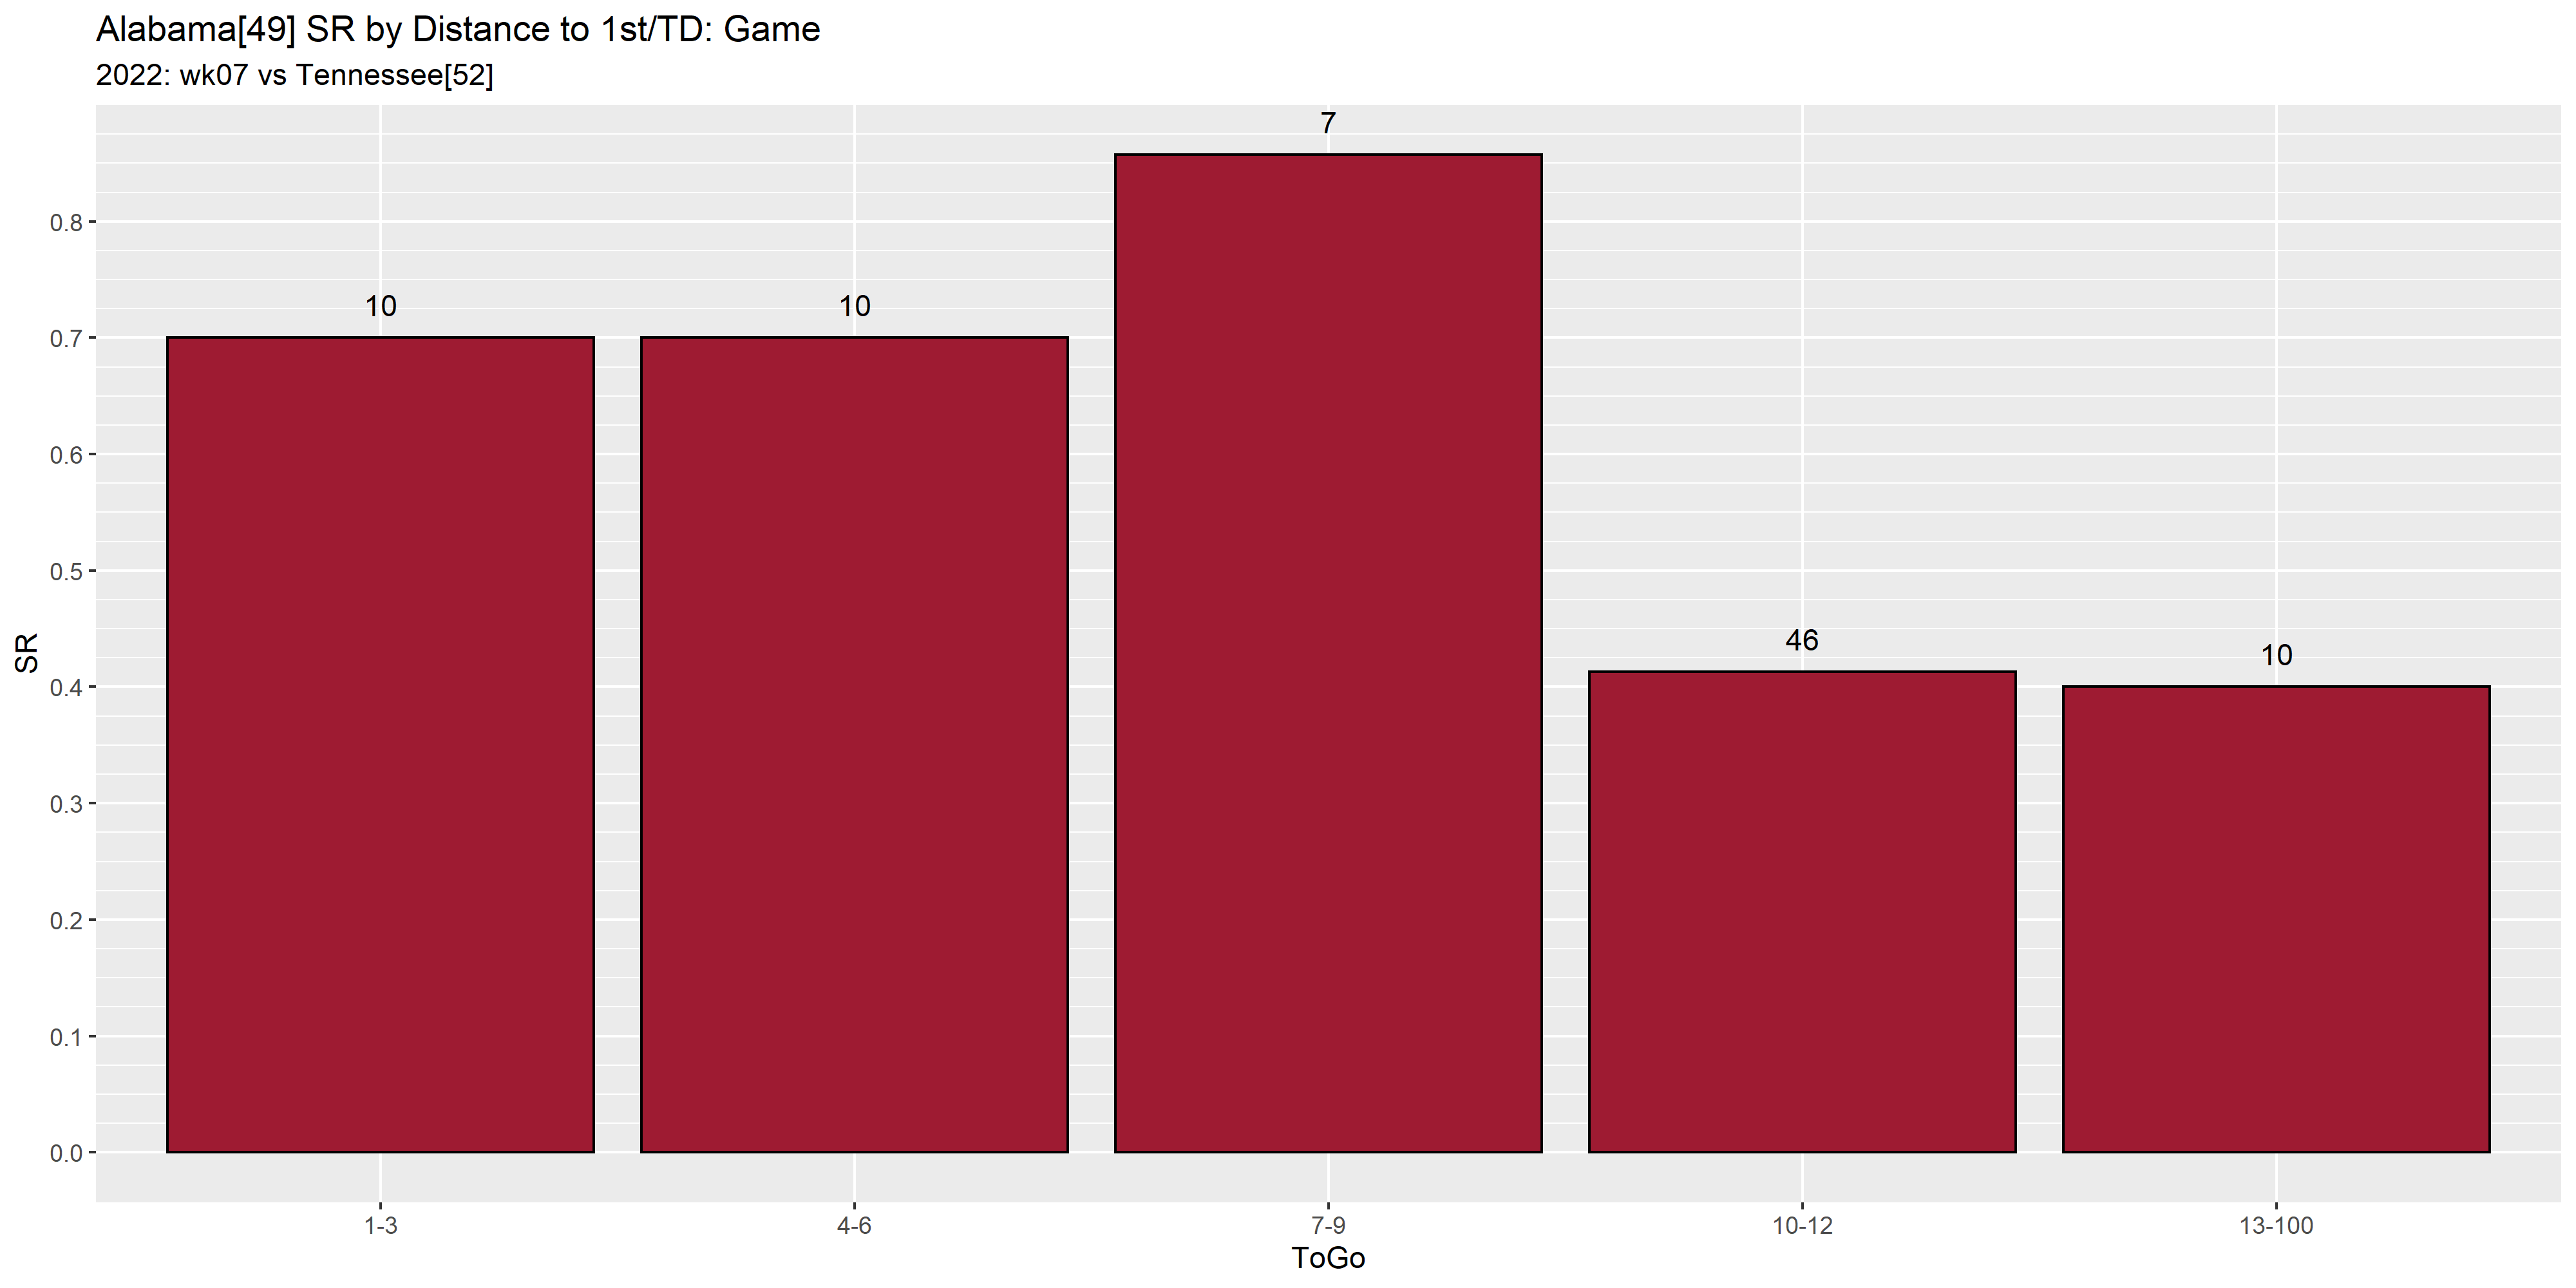 Alabama[49] SR by Distance to 1st/TD: Game
2022: wk07 vs Tennessee[52]
7
10 10
46
10
0.8
0.7
0.6
0.5
0.4
0.3
0.2
0.1
0.0
SR
1-3 4-6 7-9 10-12 13-100
ToGo